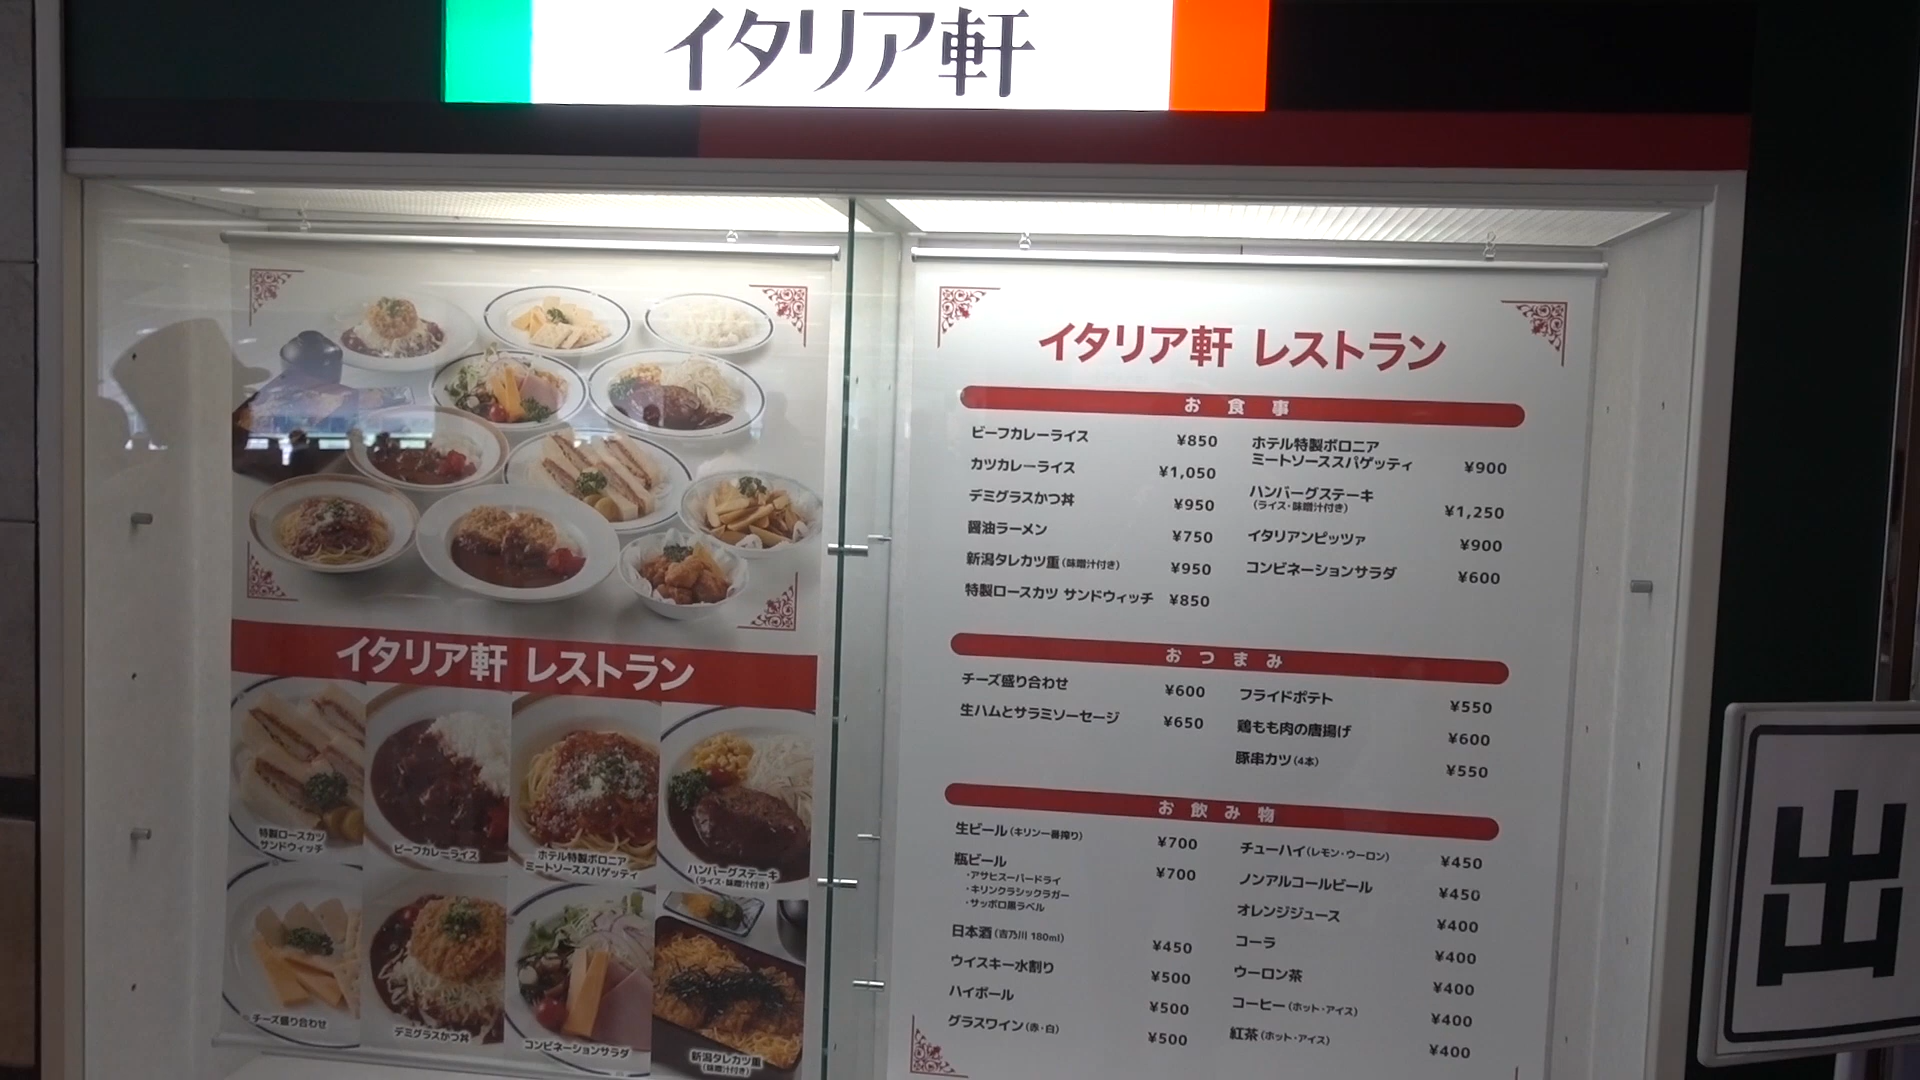 イタリア軒
イタリア軒 レストラン
特製ロースカツ
サンドウィッチ
ビーフカレーライス
ホテル特製ボロニア
ミートソーススパゲッティ
ハンバーグステーキ
(ライス・味噌汁付き)
チーズ盛り合わせ
デミグラスかつ丼
コンビネーションサラダ
新潟タレカツ重
(味噌汁付き)
イタリア軒 レストラン
お食事
ビーフカレーライス ¥850
カツカレーライス ¥1,050
デミグラスかつ丼 ¥950
醤油ラーメン ¥750
新潟タレカツ重(味噌汁付き) ¥950
特製ロースカツ サンドウィッチ ¥850
ホテル特製ボロニア
ミートソーススパゲッティ ¥900
ハンバーグステーキ
(ライス・味噌汁付き) ¥1,250
イタリアンピッツァ ¥900
コンビネーションサラダ ¥600
おつまみ
チーズ盛り合わせ ¥600
生ハムとサラミソーセージ ¥650
フライドポテト ¥550
鶏もも肉の唐揚げ ¥600
豚串カツ(4本) ¥550
お飲み物
生ビール(キリン一番搾り) ¥700
瓶ビール ¥700
・アサヒスーパードライ
・キリンクラシックラガー
・サッポロ黒ラベル
日本酒(吉乃川 180ml) ¥450
ウイスキー水割り ¥500
ハイボール ¥500
グラスワイン(赤・白) ¥500
チューハイ(レモン・ウーロン) ¥450
ノンアルコールビール ¥450
オレンジジュース ¥400
コーラ ¥400
ウーロン茶 ¥400
コーヒー(ホット・アイス) ¥400
紅茶(ホット・アイス) ¥400
出